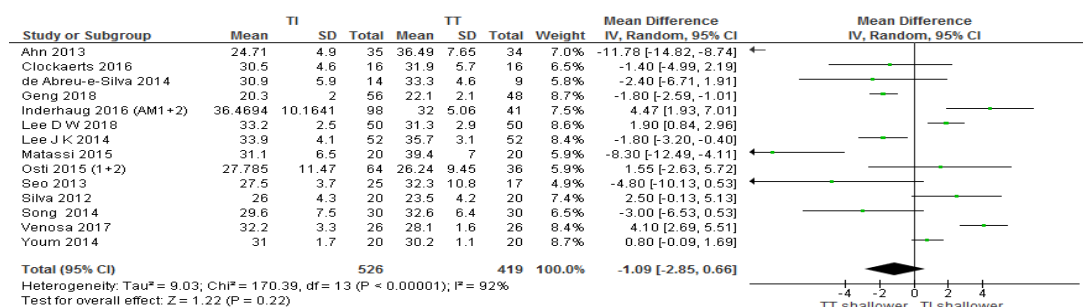 TI TT Mean Difference Mean Difference
Study or Subgroup Mean SD Total Mean SD Total Weight IV, Random, 95% CI IV, Random, 95% CI
Ahn 2013 24.71 4.9 35 36.49 7.65 34 7.0% -11.78 [-14.82, -8.74]
Clockaerts 2016 30.5 4.6 16 31.9 5.7 16 6.6% -1.40 [-4.99, 2.19]
de Abreu-e-Silva 2014 30.9 5.9 14 33.3 4.6 9 6.0% -2.40 [-6.71, 1.91]
Geng 2018 20.3 2 56 22.1 2.1 48 8.5% -1.80 [-2.59, -1.01]
Inderhaug 2016 (AM1+2) 36.4694 10.1641 98 32 5.06 41 7.4% 4.47 [1.93, 7.01]
Lee D W 2018 33.2 2.5 50 31.3 2.9 50 8.4% 1.90 [0.84, 2.96]
Lee J K 2014 33.9 4.1 52 35.7 3.1 52 8.2% -1.80 [-3.20, -0.40]
Matassi 2015 31.1 6.5 20 39.4 7 20 5.9% -8.30 [-12.49, -4.11]
Osti 2015 (1+2) 27.785 11.47 64 26.24 9.45 36 6.1% 1.55 [-2.63, 5.72]
Seo 2013 27.5 3.7 25 32.3 10.8 17 4.9% -4.80 [-10.13, 0.53]
Silva 2012 26 4.3 20 23.5 4.2 20 7.4% 2.50 [-0.13, 5.13]
Song 2014 29.6 7.5 30 32.6 6.4 30 6.6% -3.00 [-6.53, 0.53]
Venosa 2017 32.2 3.3 26 28.1 1.6 26 8.2% 4.10 [2.69, 5.51]
Youm 2014 31 1.7 20 30.2 1.1 20 8.5% 0.80 [-0.09, 1.69]
Total (95% CI) 526 419 100.0% -1.09 [-2.85, 0.66]
Heterogeneity: Tau² = 9.03; Chi² = 170.39, df = 13 (P < 0.00001); I² = 92%
Test for overall effect: Z = 1.22 (P = 0.22)
-4 -2 0 2 4
TT shallower TI shallower